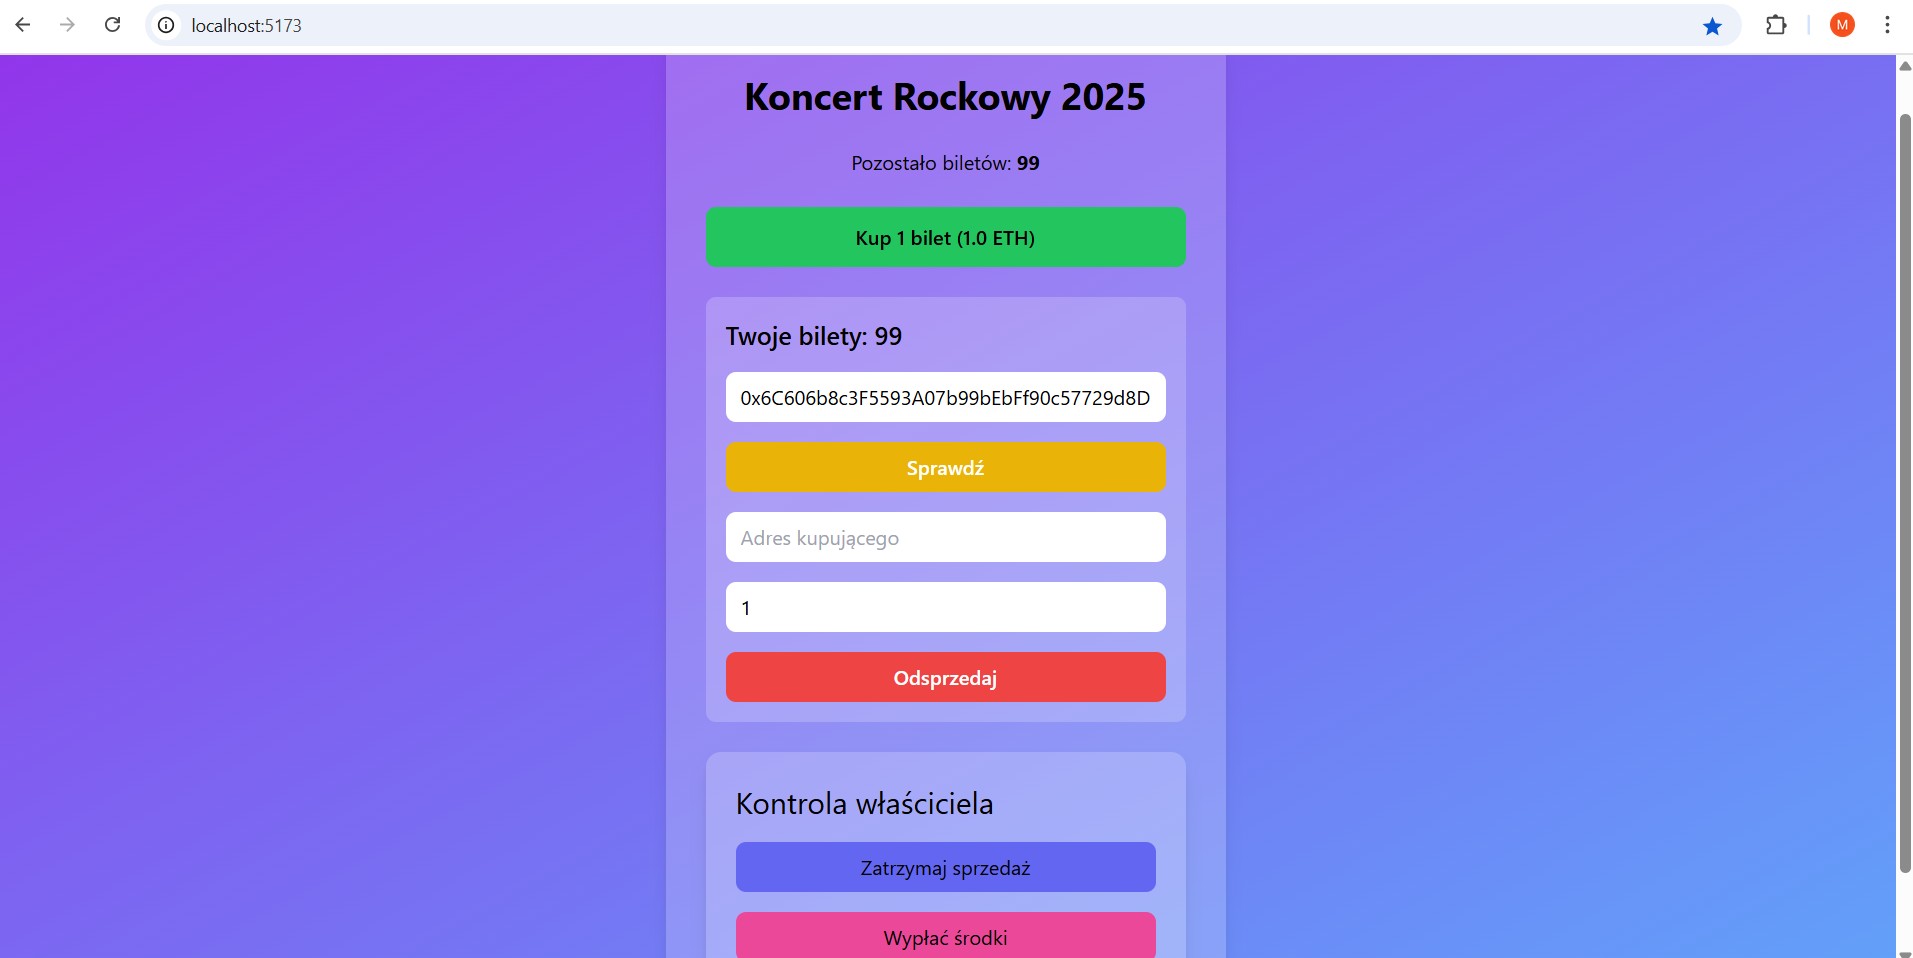 localhost:5173
M
Koncert Rockowy 2025
Pozostało biletów: 99
Kup 1 bilet (1.0 ETH)
Twoje bilety: 99
0x6C606b8c3F5593A07b99bEbFf90c57729d8D
Sprawdź
Adres kupującego
1
Odsprzedaj
Kontrola właściciela
Zatrzymaj sprzedaż
Wypłać środki